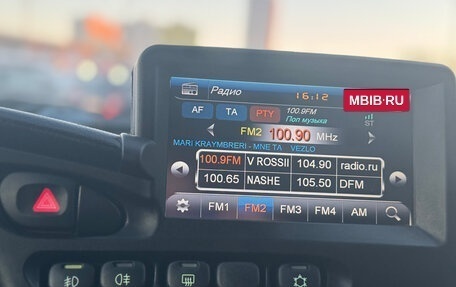 Радио 16:12
MBIB·RU
AF TA PTY 100.9FM
Поп музыка
ST
FM2 100.90 MHz
MARI KRAYMBRERI - MNE TA VEZLO
100.9FM V ROSSII 104.90 radio.ru
100.65 NASHE 105.50 DFM
FM1 FM2 FM3 FM4 AM